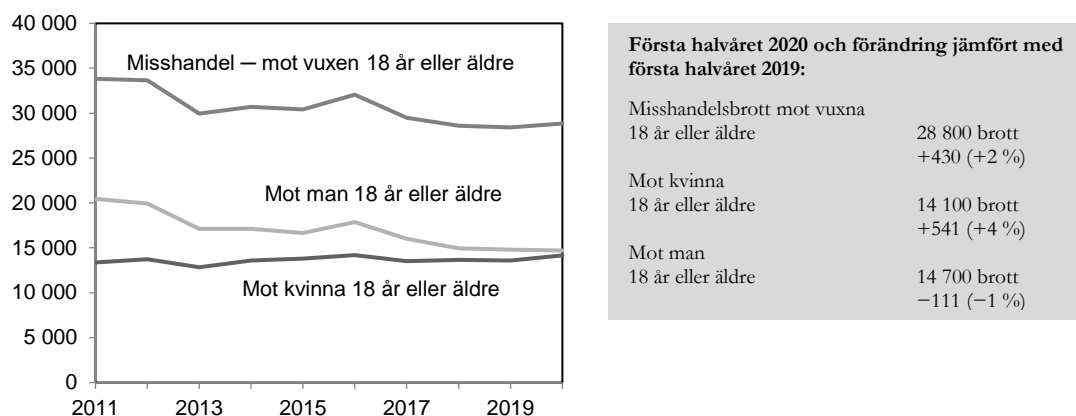 40 000
35 000
30 000
25 000
20 000
15 000
10 000
5 000
0
Misshandel — mot vuxen 18 år eller äldre
Mot man 18 år eller äldre
Mot kvinna 18 år eller äldre
2011 2013 2015 2017 2019
Första halvåret 2020 och förändring jämfört med
första halvåret 2019:
Misshandelsbrott mot vuxna
18 år eller äldre 28 800 brott
+430 (+2 %)
Mot kvinna
18 år eller äldre 14 100 brott
+541 (+4 %)
Mot man
18 år eller äldre 14 700 brott
−111 (−1 %)